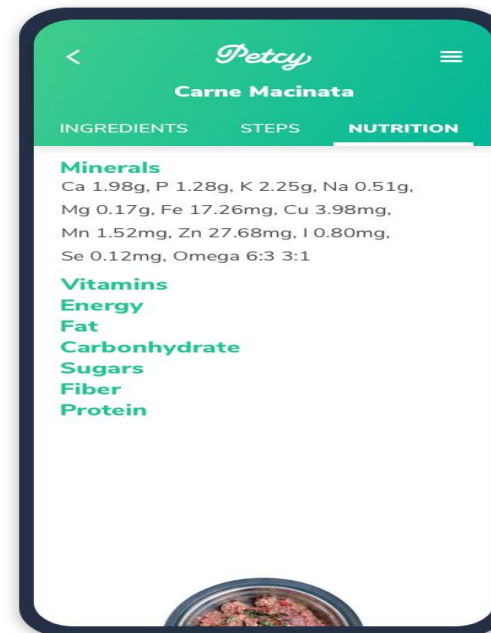 Petcy
Carne Macinata
INGREDIENTS STEPS NUTRITION
Minerals
Ca 1.98g, P 1.28g, K 2.25g, Na 0.51g,
Mg 0.17g, Fe 17.26mg, Cu 3.98mg,
Mn 1.52mg, Zn 27.68mg, I 0.80mg,
Se 0.12mg, Omega 6:3 3:1
Vitamins
Energy
Fat
Carbonhydrate
Sugars
Fiber
Protein